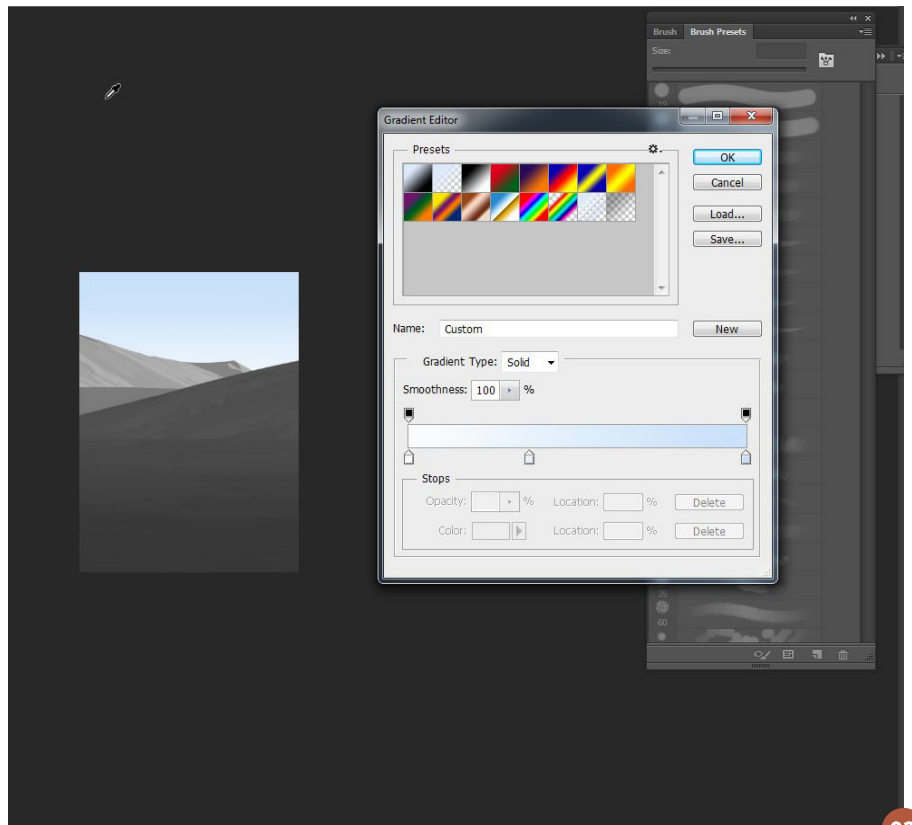 Brush Brush Presets
Size:
19
Gradient Editor
Presets
OK
Cancel
Load...
Save...
Name: Custom
New
Gradient Type: Solid
Smoothness: 100 %
Stops
Opacity: % Location: % Delete
Color: Location: % Delete
35
60